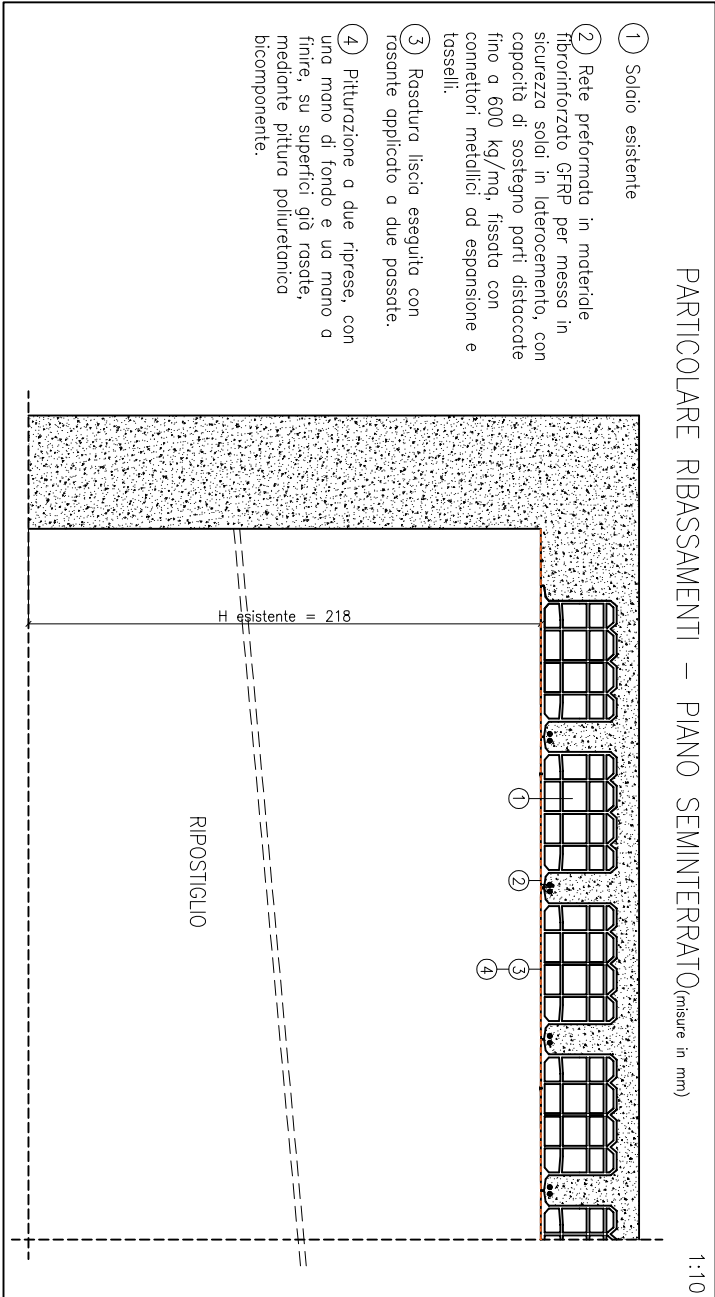 PARTICOLARE RIBASSAMENTI - PIANO SEMINTERRATO (misure in mm)
1:10
1 Solaio esistente
2 Rete preformata in materiale
fibrorinforzato GFRP per messa in
sicurezza solai in laterocemento, con
capacità di sostegno parti distaccate
fino a 600 kg/mq, fissata con
connettori metallici ad espansione e
tasselli.
3 Rasatura liscia eseguita con
rasante applicato a due passate.
4 Pitturazione a due riprese, con
una mano di fondo e ua mano a
finire, su superfici già rasate,
mediante pittura poliuretanica
bicomponente.
1
2
3
4
H esistente = 218
RIPOSTIGLIO